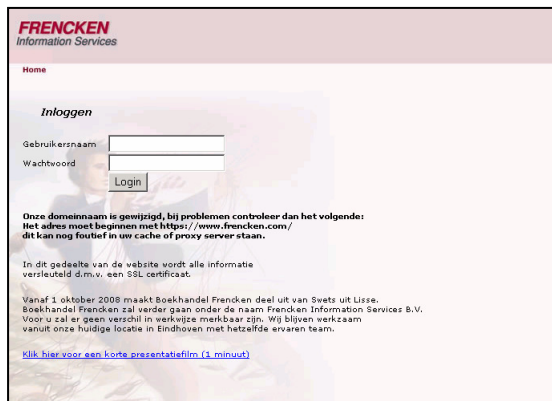 FRENCKEN
Information Services
Home
Inloggen
Gebruikersnaam
Wachtwoord
Login
Onze domeinnaam is gewijzigd, bij problemen controleer dan het volgende:
Het adres moet beginnen met https://www.frencken.com/
dit kan nog foutief in uw cache of proxy server staan.
In dit gedeelte van de website wordt alle informatie
versleuteld d.m.v. een SSL certificaat.
Vanaf 1 oktober 2008 maakt Boekhandel Frencken deel uit van Swets uit Lisse.
Boekhandel Frencken zal verder gaan onder de naam Frencken Information Services B.V.
Voor u zal er geen verschil in werkwijze merkbaar zijn. Wij blijven werkzaam
vanuit onze huidige locatie in Eindhoven met hetzelfde ervaren team.
Klik hier voor een korte presentatiefilm (1 minuut)